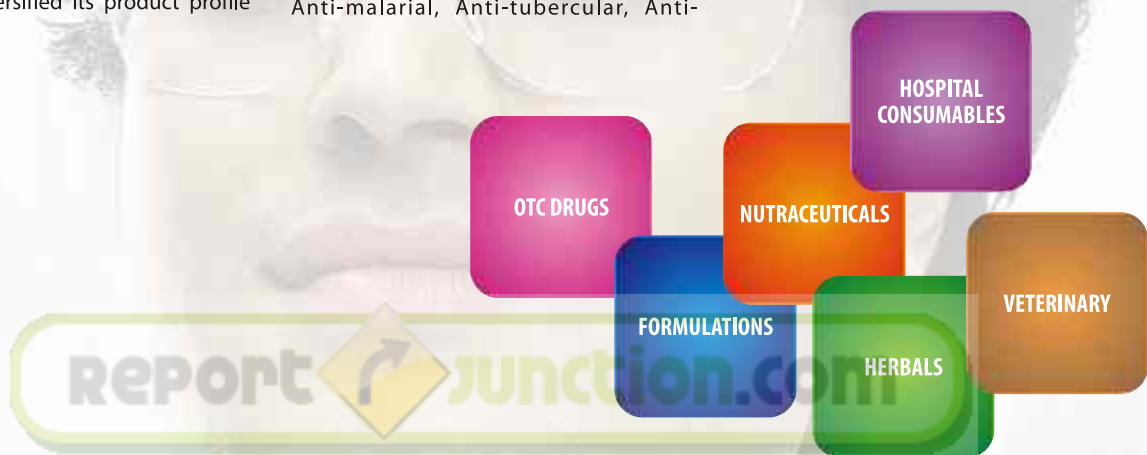 its product profile
Anti-malarial, Anti-tubercular, Anti-
HOSPITAL
CONSUMABLES
OTC DRUGS
NUTRACEUTICALS
VETERINARY
FORMULATIONS
HERBALS
Report junction.com